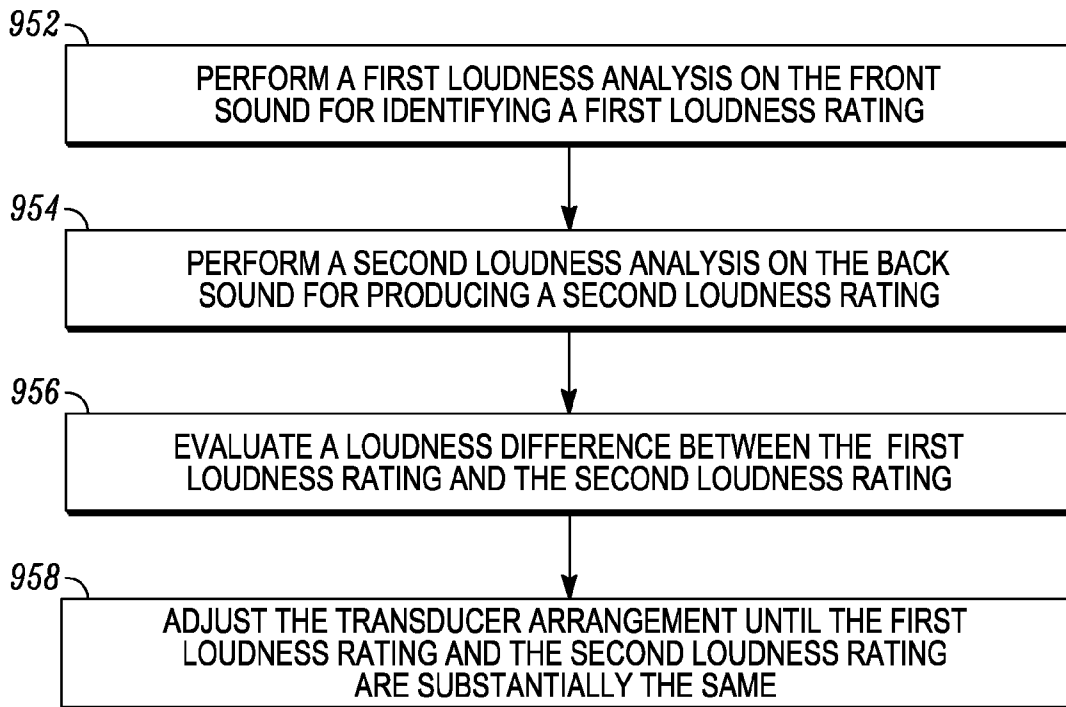 952
PERFORM A FIRST LOUDNESS ANALYSIS ON THE FRONT
SOUND FOR IDENTIFYING A FIRST LOUDNESS RATING
954
PERFORM A SECOND LOUDNESS ANALYSIS ON THE BACK
SOUND FOR PRODUCING A SECOND LOUDNESS RATING
956
EVALUATE A LOUDNESS DIFFERENCE BETWEEN THE FIRST
LOUDNESS RATING AND THE SECOND LOUDNESS RATING
958
ADJUST THE TRANSDUCER ARRANGEMENT UNTIL THE FIRST
LOUDNESS RATING AND THE SECOND LOUDNESS RATING
ARE SUBSTANTIALLY THE SAME